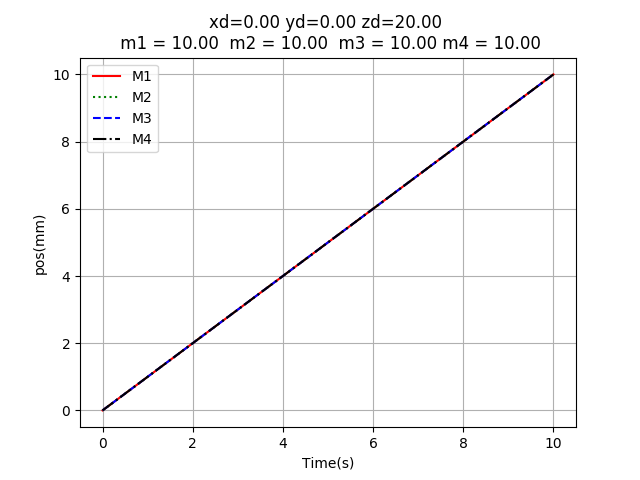 xd=0.00 yd=0.00 zd=20.00
m1 = 10.00 m2 = 10.00 m3 = 10.00 m4 = 10.00
M1
M2
M3
M4
10
8
6
4
2
0
pos(mm)
0 2 4 6 8 10
Time(s)